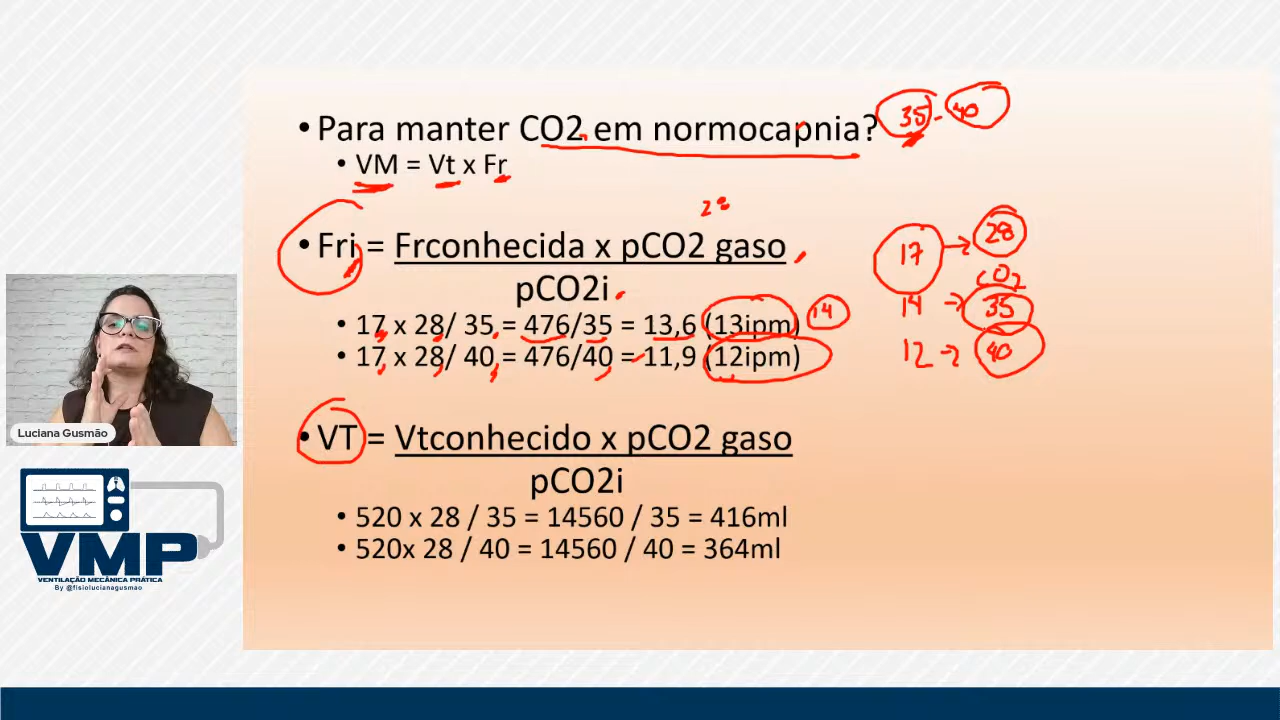 • Para manter CO2 em normocapnia? 35 - 40
• VM = Vt x Fr
2ª
• Fri = Frconhecida x pCO2 gaso
pCO2i
17 → 28
CO2
14 → 35
12 → 40
• 17 x 28/ 35 = 476/35 = 13,6 (13ipm) 14
• 17 x 28/ 40 = 476/40 = 11,9 (12ipm)
• VT = Vtconhecido x pCO2 gaso
pCO2i
• 520 x 28 / 35 = 14560 / 35 = 416ml
• 520x 28 / 40 = 14560 / 40 = 364ml
Luciana Gusmão
VMP
VENTILAÇÃO MECÂNICA PRÁTICA
By @fisiolucianagusmao